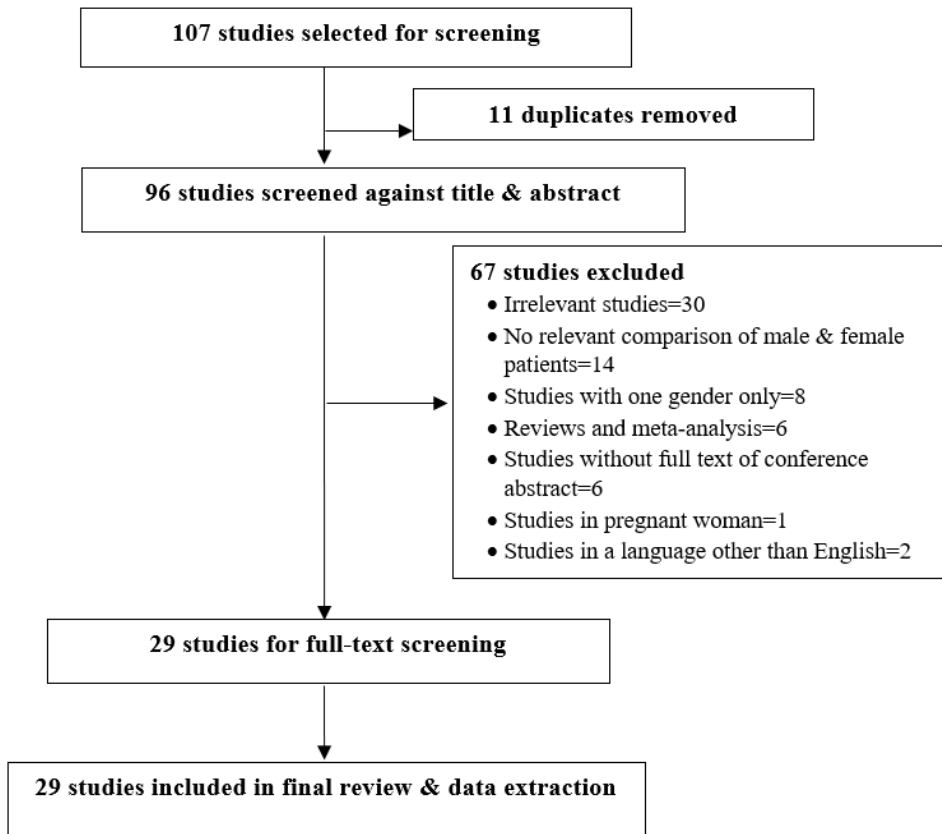 107 studies selected for screening
11 duplicates removed
96 studies screened against title & abstract
67 studies excluded
• Irrelevant studies=30
• No relevant comparison of male & female
patients=14
• Studies with one gender only=8
• Reviews and meta-analysis=6
• Studies without full text of conference
abstract=6
• Studies in pregnant woman=1
• Studies in a language other than English=2
29 studies for full-text screening
29 studies included in final review & data extraction